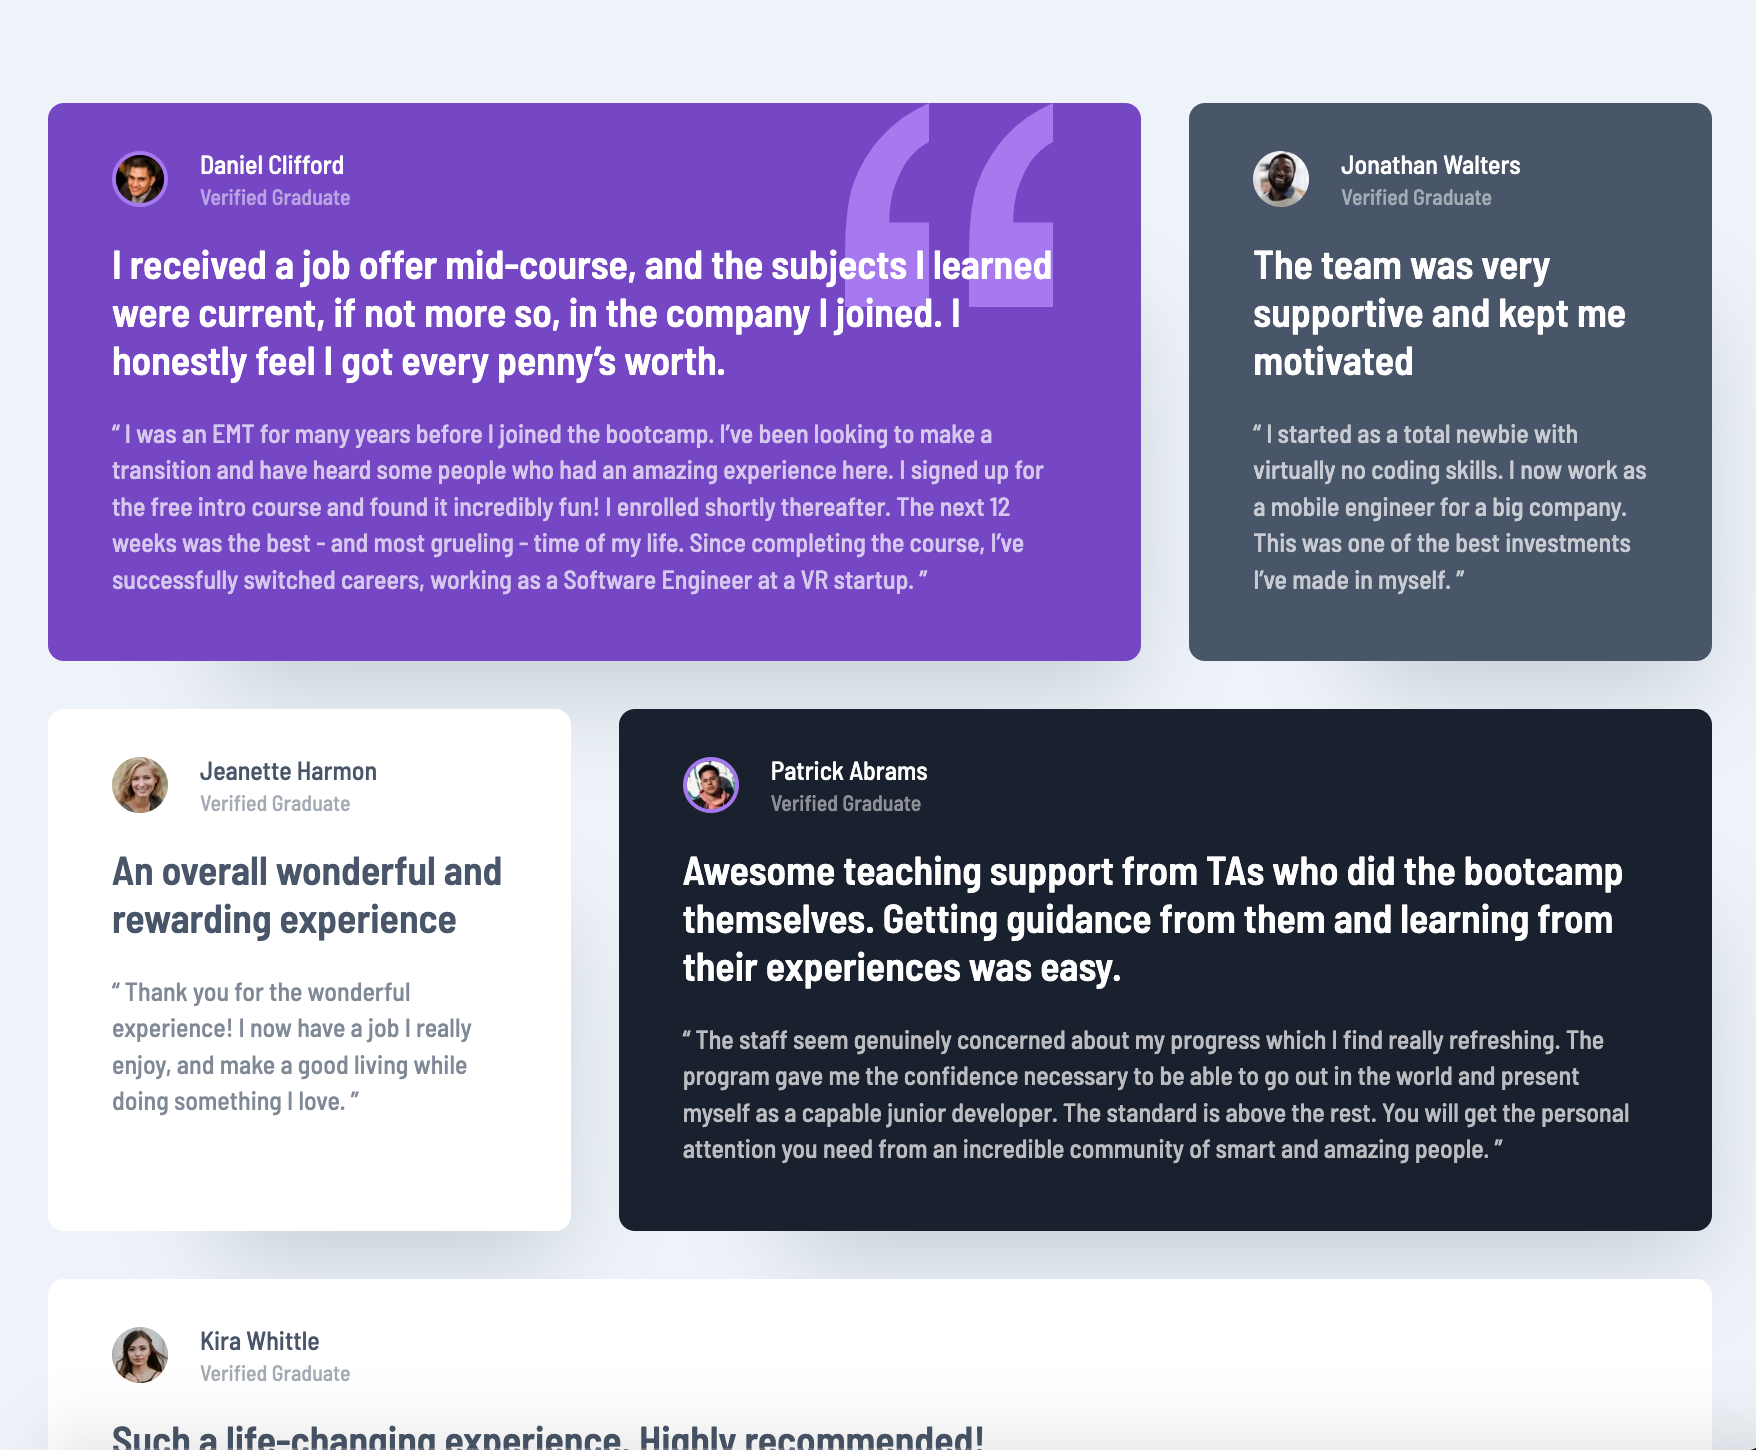 Daniel Clifford
Verified Graduate
I received a job offer mid-course, and the subjects I learned
were current, if not more so, in the company I joined. I
honestly feel I got every penny’s worth.
“ I was an EMT for many years before I joined the bootcamp. I’ve been looking to make a
transition and have heard some people who had an amazing experience here. I signed up for
the free intro course and found it incredibly fun! I enrolled shortly thereafter. The next 12
weeks was the best - and most grueling - time of my life. Since completing the course, I’ve
successfully switched careers, working as a Software Engineer at a VR startup. ”
Jonathan Walters
Verified Graduate
The team was very
supportive and kept me
motivated
“ I started as a total newbie with
virtually no coding skills. I now work as
a mobile engineer for a big company.
This was one of the best investments
I’ve made in myself. ”
Jeanette Harmon
Verified Graduate
An overall wonderful and
rewarding experience
“ Thank you for the wonderful
experience! I now have a job I really
enjoy, and make a good living while
doing something I love. ”
Patrick Abrams
Verified Graduate
Awesome teaching support from TAs who did the bootcamp
themselves. Getting guidance from them and learning from
their experiences was easy.
“ The staff seem genuinely concerned about my progress which I find really refreshing. The
program gave me the confidence necessary to be able to go out in the world and present
myself as a capable junior developer. The standard is above the rest. You will get the personal
attention you need from an incredible community of smart and amazing people. ”
Kira Whittle
Verified Graduate
Such a life-changing experience. Highly recommended!